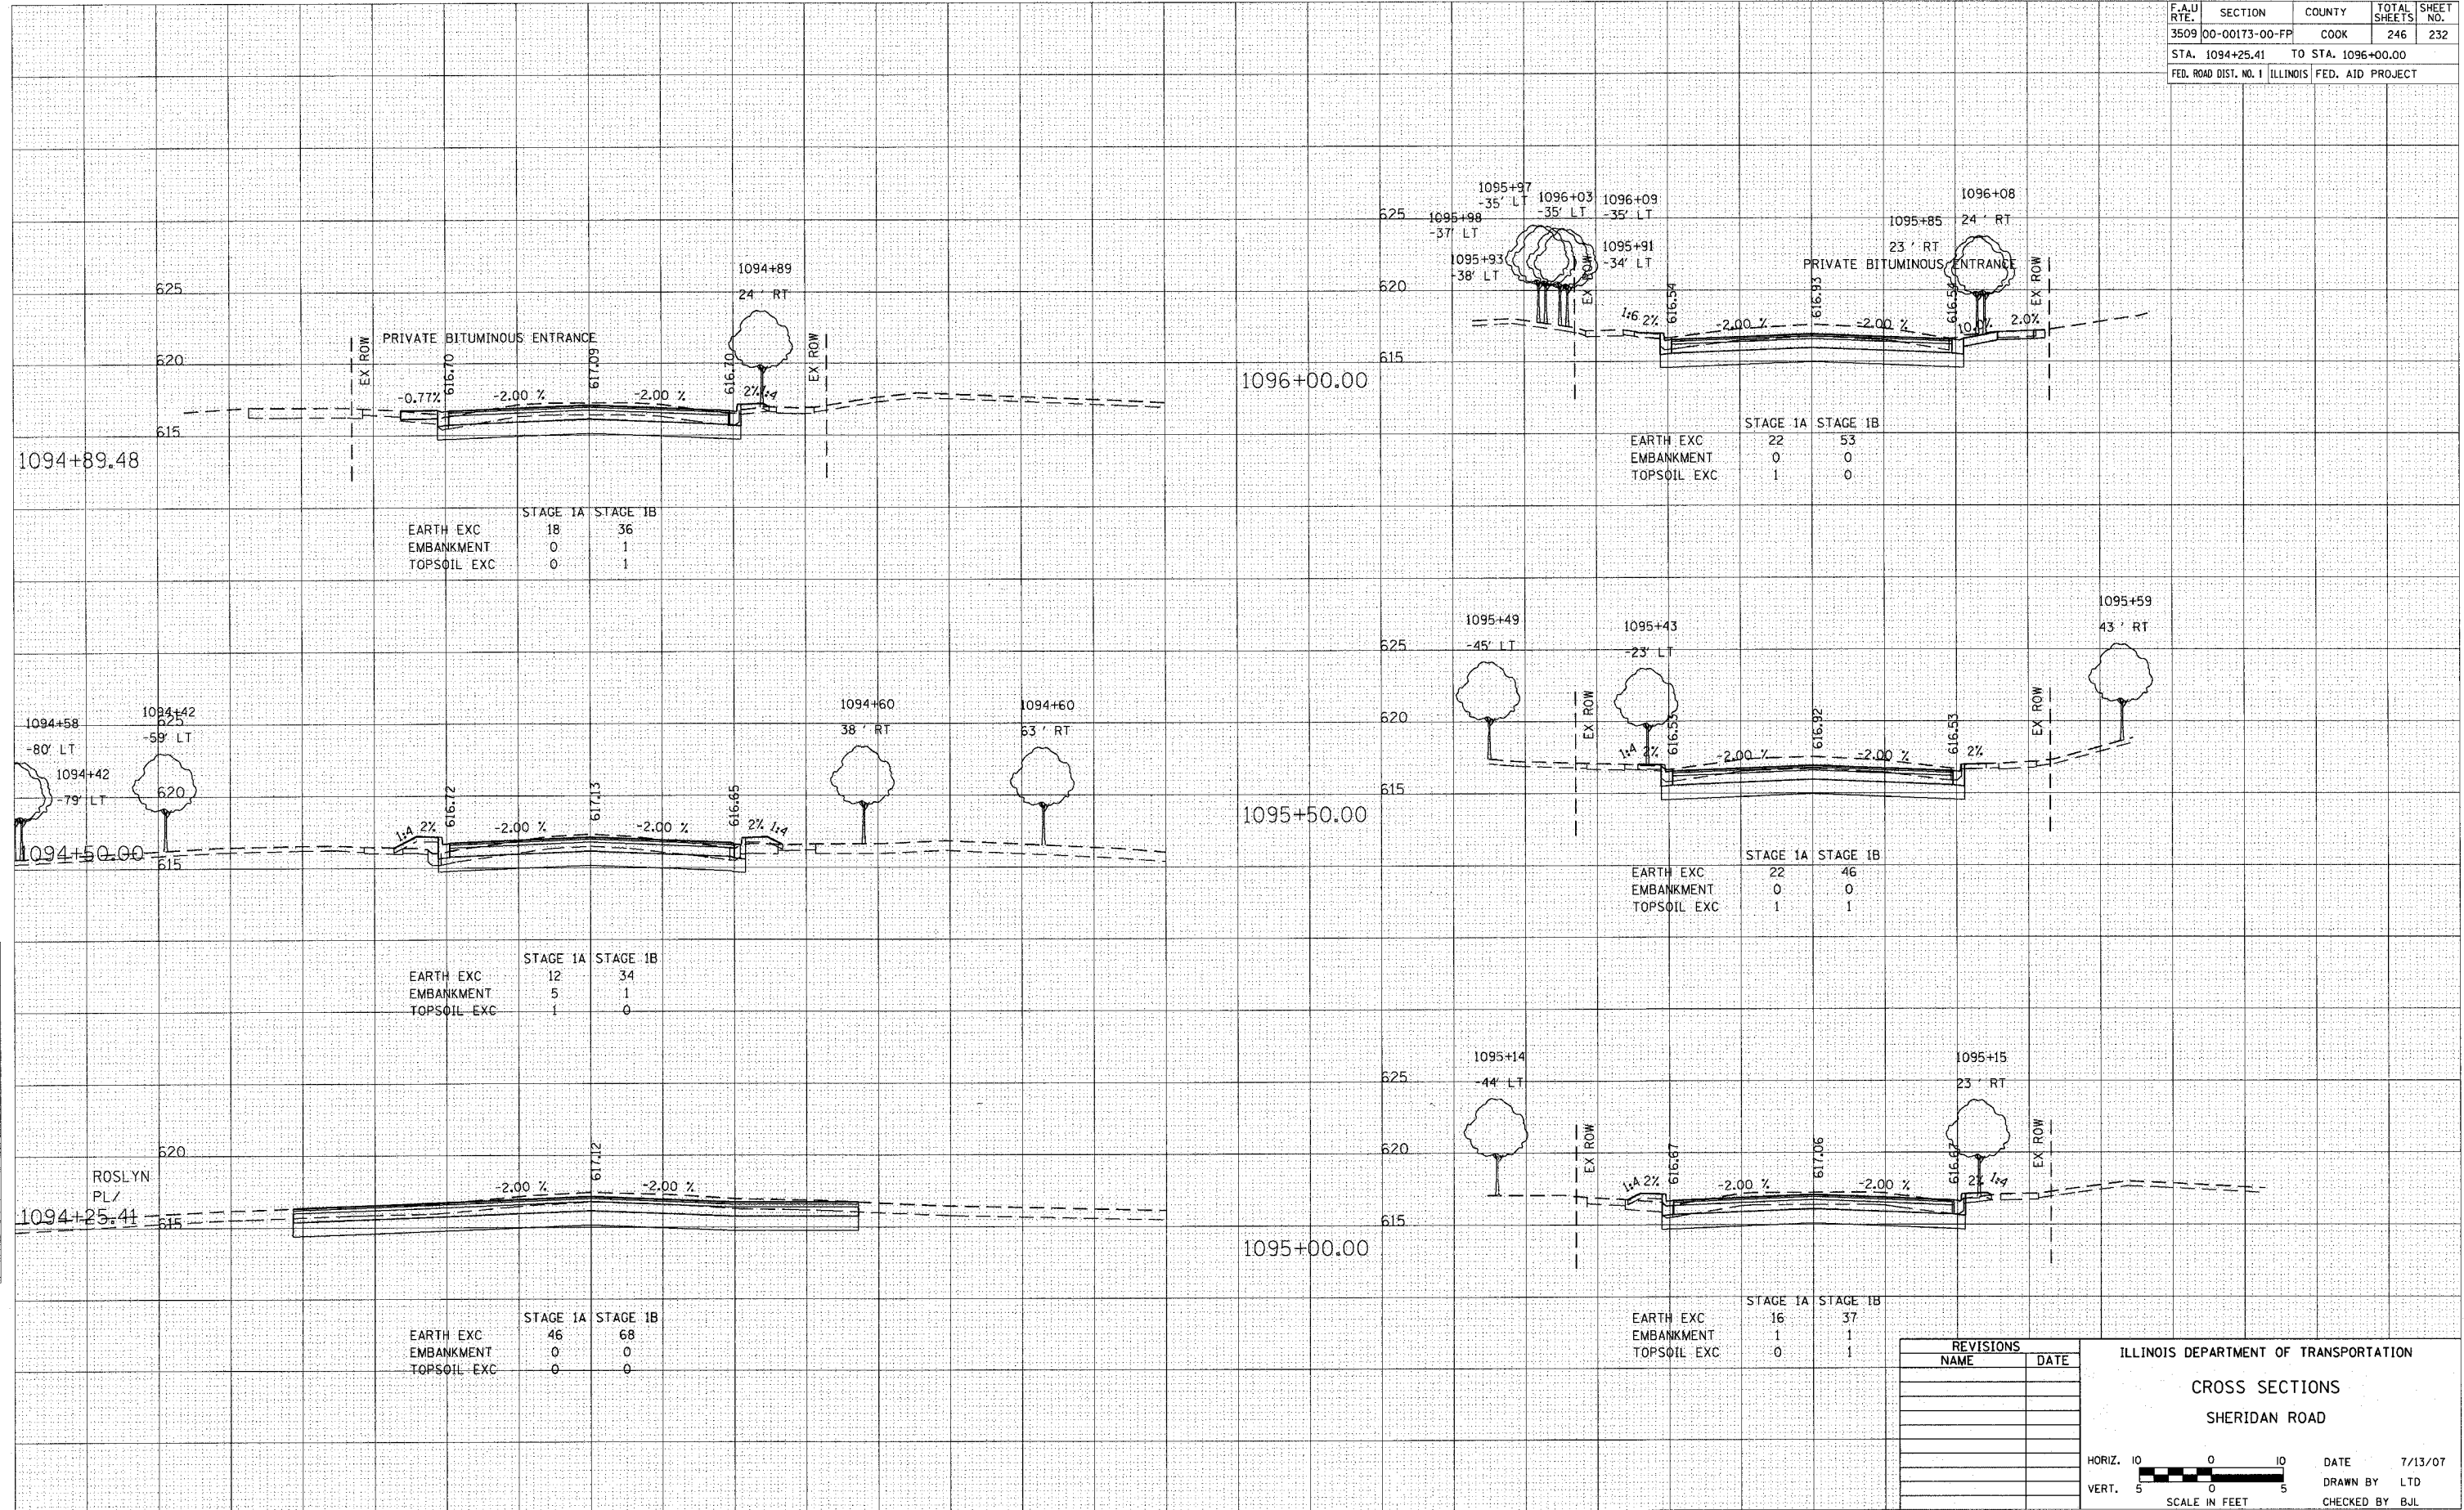 F.A.U RTE. SECTION COUNTY TOTAL SHEETS SHEET NO.
3509 00-00173-00-FP COOK 246 232
STA. 1094+25.41 TO STA. 1096+00.00
FED. ROAD DIST. NO. 1 ILLINOIS FED. AID PROJECT
1094+89
24 ' RT
625
PRIVATE BITUMINOUS ENTRANCE
EX ROW
616.70
617.09
616.70
EX ROW
620
-0.77%
-2.00 %
-2.00 %
2%
1:4
615
1094+89.48
STAGE 1A STAGE 1B
EARTH EXC 18 36
EMBANKMENT 0 1
TOPSOIL EXC 0 1
1094+58
-80' LT
1094+42
-79' LT
1094+42
-59' LT
625
1094+60
38 ' RT
1094+60
63 ' RT
620
616.72
617.13
616.65
1:4
2%
-2.00 %
-2.00 %
2%
1:4
1094+50.00
615
STAGE 1A STAGE 1B
EARTH EXC 12 34
EMBANKMENT 5 1
TOPSOIL EXC 1 0
620
617.12
ROSLYN
PL/
-2.00 %
-2.00 %
1094+25.41
615
STAGE 1A STAGE 1B
EARTH EXC 46 68
EMBANKMENT 0 0
TOPSOIL EXC 0 0
1095+97
-35' LT
1096+03
-35' LT
1096+09
-35' LT
1095+98
-37' LT
1095+93
-38' LT
1095+91
-34' LT
625
1096+08
24 ' RT
1095+85
23 ' RT
PRIVATE BITUMINOUS ENTRANCE
EX ROW
616.54
616.93
616.54
EX ROW
620
1:6
2%
-2.00 %
-2.00 %
10.0%
2.0%
615
1096+00.00
STAGE 1A STAGE 1B
EARTH EXC 22 53
EMBANKMENT 0 0
TOPSOIL EXC 1 0
1095+49
-45' LT
1095+43
-23' LT
1095+59
43 ' RT
625
EX ROW
616.53
616.92
616.53
EX ROW
620
1:4
2%
-2.00 %
-2.00 %
2%
615
1095+50.00
STAGE 1A STAGE 1B
EARTH EXC 22 46
EMBANKMENT 0 0
TOPSOIL EXC 1 1
1095+14
-44' LT
1095+15
23 ' RT
625
EX ROW
616.67
617.06
616.67
EX ROW
620
1:4
2%
-2.00 %
-2.00 %
2%
1:4
615
1095+00.00
STAGE 1A STAGE 1B
EARTH EXC 16 37
EMBANKMENT 1 1
TOPSOIL EXC 0 1
REVISIONS
NAME DATE
ILLINOIS DEPARTMENT OF TRANSPORTATION
CROSS SECTIONS
SHERIDAN ROAD
HORIZ. 10 0 10
VERT. 5 0 5
SCALE IN FEET
DATE 7/13/07
DRAWN BY LTD
CHECKED BY BJL